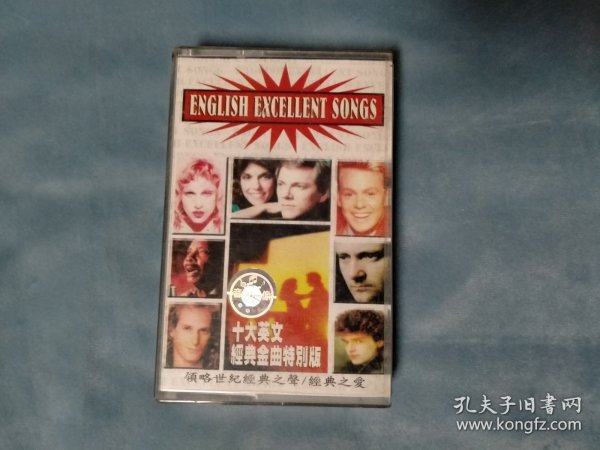 ENGLISH EXCELLENT SONGS
十大英文
經典金曲特別版
領略世紀經典之聲/經典之愛
孔夫子旧书网
www.kongfz.com